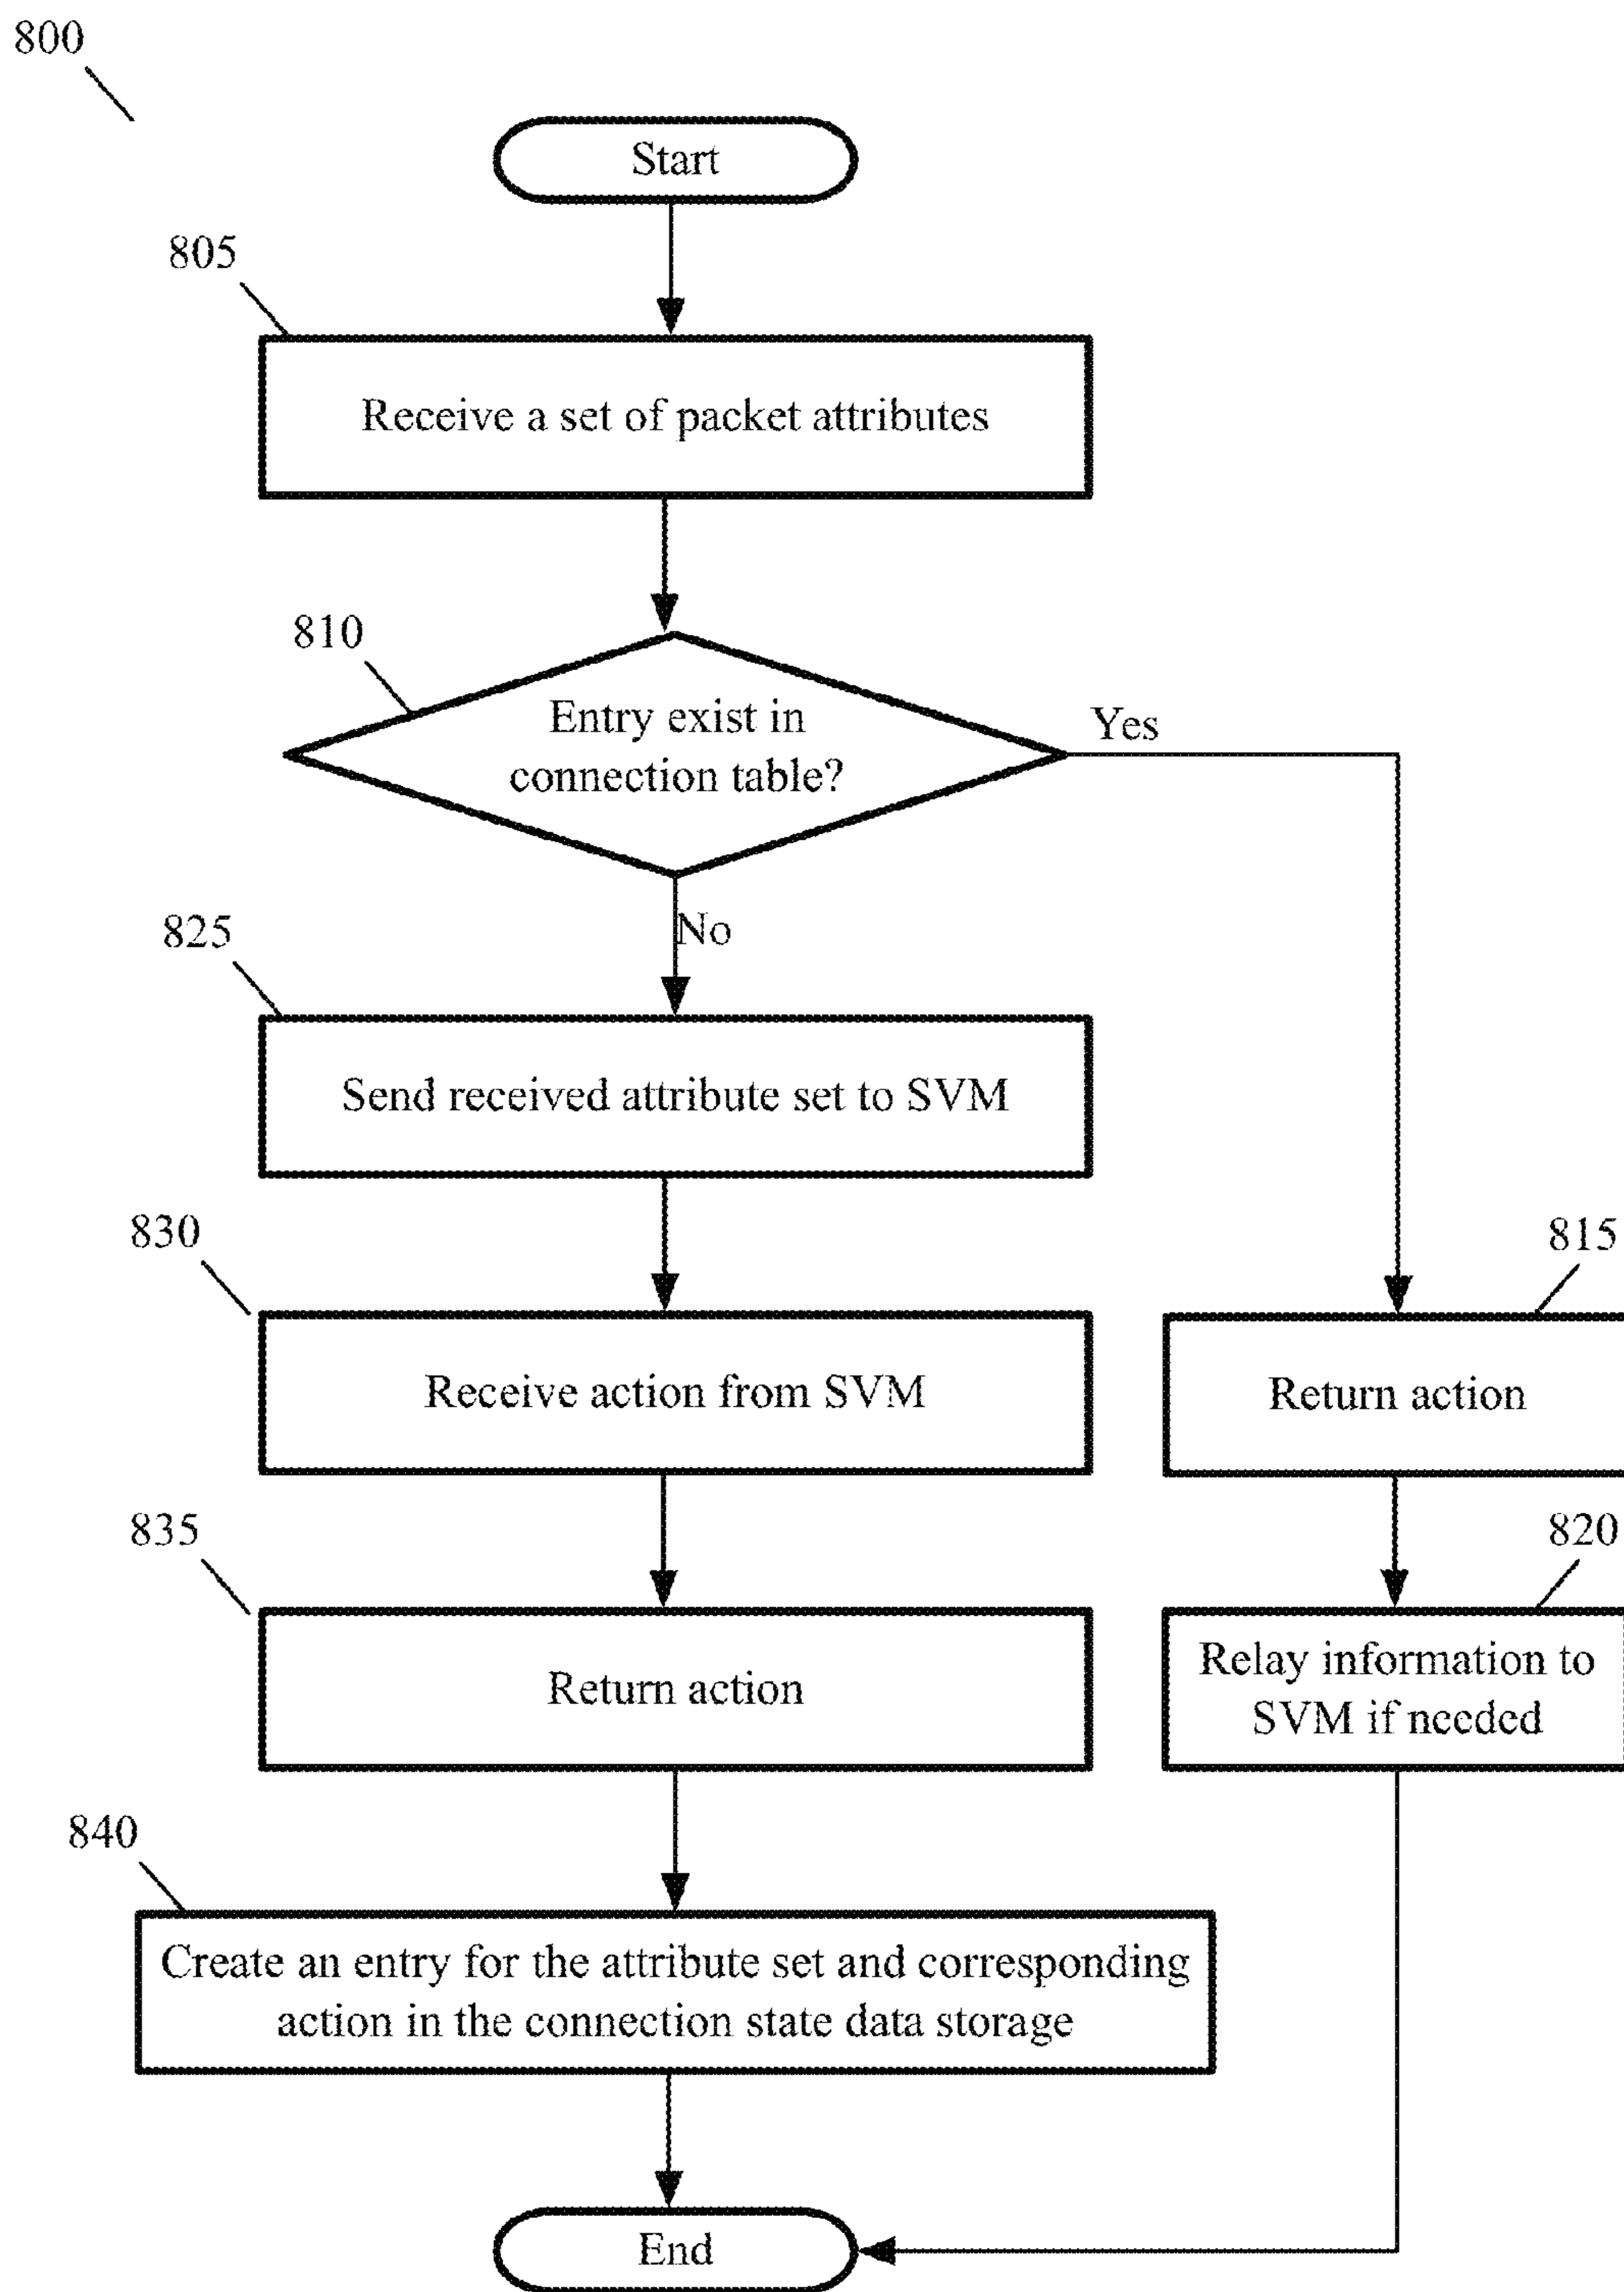 800
Start
805
Receive a set of packet attributes
810
Entry exist in
connection table?
Yes
No
825
Send received attribute set to SVM
830
Receive action from SVM
815
Return action
835
Return action
820
Relay information to
SVM if needed
840
Create an entry for the attribute set and corresponding
action in the connection state data storage
End